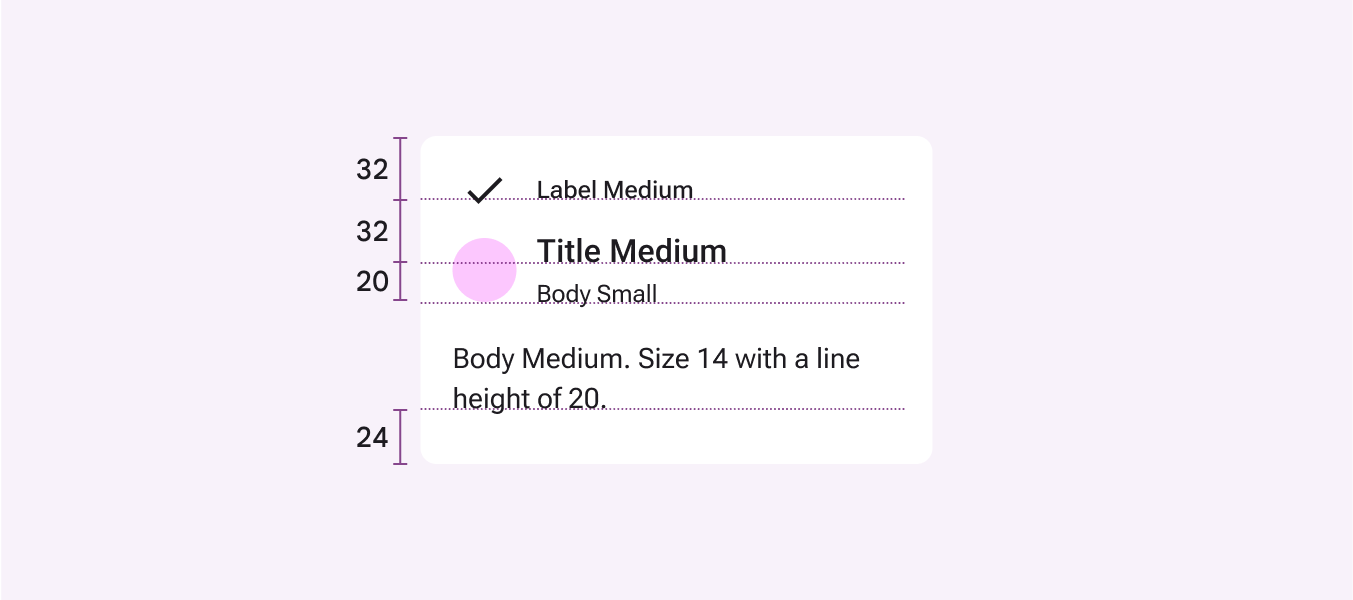 32
Label Medium
32
Title Medium
20
Body Small
Body Medium. Size 14 with a line
height of 20.
24